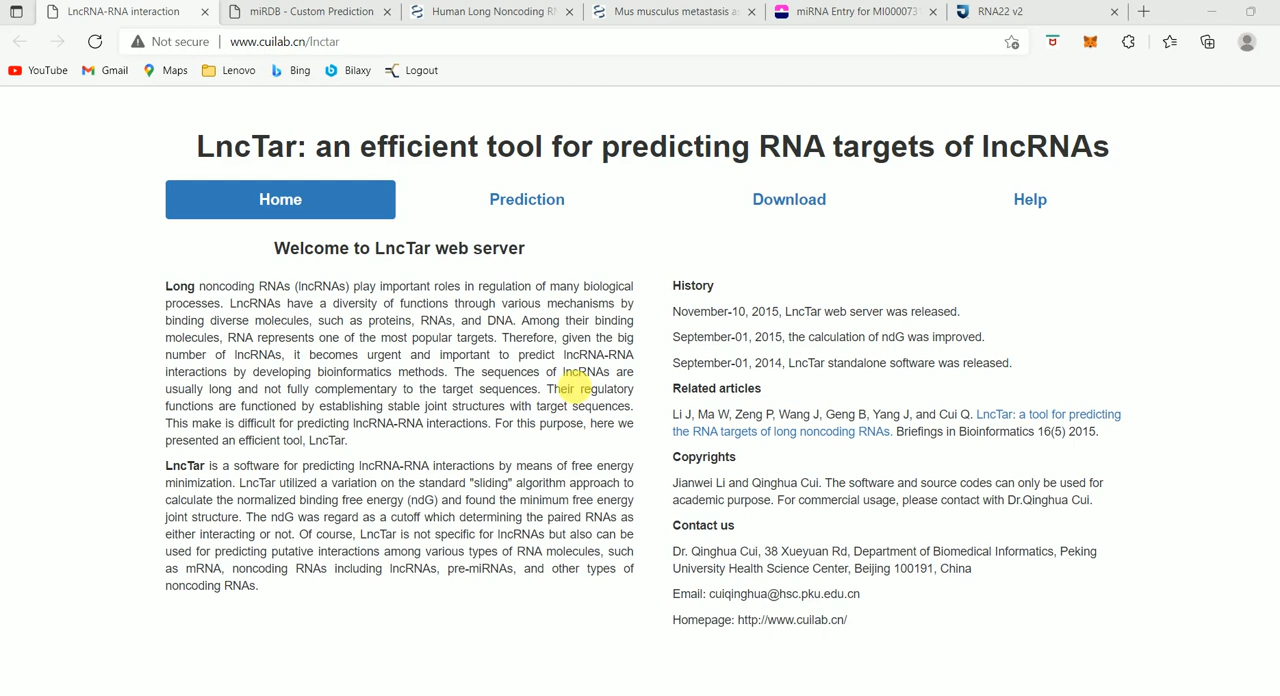 LncRNA-RNA interaction
miRDB - Custom Prediction
Human Long Noncoding R
Mus musculus metastasis as
miRNA Entry for MI0000731
RNA22 v2
Not secure
www.cuilab.cn/lnctar
YouTube
Gmail
Maps
Lenovo
Bing
Bilaxy
Logout
LncTar: an efficient tool for predicting RNA targets of lncRNAs
Home
Prediction
Download
Help
Welcome to LncTar web server
Long noncoding RNAs (lncRNAs) play important roles in regulation of many biological
processes. LncRNAs have a diversity of functions through various mechanisms by
binding diverse molecules, such as proteins, RNAs, and DNA. Among their binding
molecules, RNA represents one of the most popular targets. Therefore, given the big
number of lncRNAs, it becomes urgent and important to predict lncRNA-RNA
interactions by developing bioinformatics methods. The sequences of lncRNAs are
usually long and not fully complementary to the target sequences. Their regulatory
functions are functioned by establishing stable joint structures with target sequences.
This make is difficult for predicting lncRNA-RNA interactions. For this purpose, here we
presented an efficient tool, LncTar.
LncTar is a software for predicting lncRNA-RNA interactions by means of free energy
minimization. LncTar utilized a variation on the standard "sliding" algorithm approach to
calculate the normalized binding free energy (ndG) and found the minimum free energy
joint structure. The ndG was regard as a cutoff which determining the paired RNAs as
either interacting or not. Of course, LncTar is not specific for lncRNAs but also can be
used for predicting putative interactions among various types of RNA molecules, such
as mRNA, noncoding RNAs including lncRNAs, pre-miRNAs, and other types of
noncoding RNAs.
History
November-10, 2015, LncTar web server was released.
September-01, 2015, the calculation of ndG was improved.
September-01, 2014, LncTar standalone software was released.
Related articles
Li J, Ma W, Zeng P, Wang J, Geng B, Yang J, and Cui Q. LncTar: a tool for predicting
the RNA targets of long noncoding RNAs. Briefings in Bioinformatics 16(5) 2015.
Copyrights
Jianwei Li and Qinghua Cui. The software and source codes can only be used for
academic purpose. For commercial usage, please contact with Dr.Qinghua Cui.
Contact us
Dr. Qinghua Cui, 38 Xueyuan Rd, Department of Biomedical Informatics, Peking
University Health Science Center, Beijing 100191, China
Email: cuiqinghua@hsc.pku.edu.cn
Homepage: http://www.cuilab.cn/